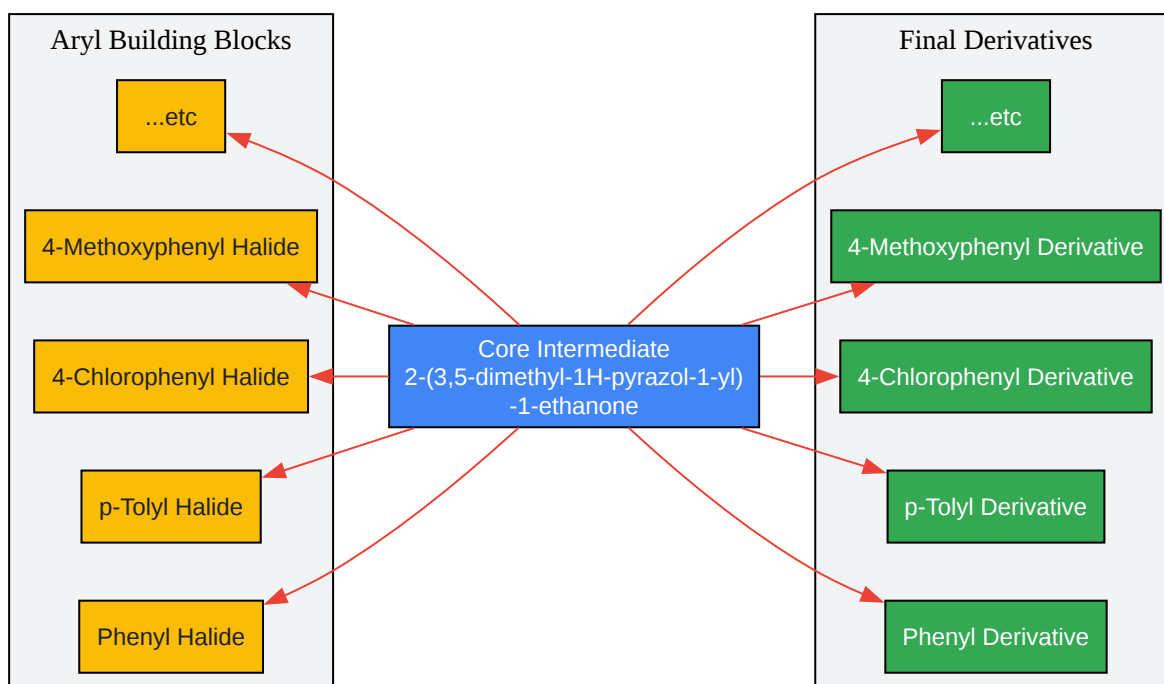 Aryl Building Blocks
...etc
4-Methoxyphenyl Halide
4-Chlorophenyl Halide
p-Tolyl Halide
Phenyl Halide
Core Intermediate
2-(3,5-dimethyl-1H-pyrazol-1-yl)
-1-ethanone
Final Derivatives
...etc
4-Methoxyphenyl Derivative
4-Chlorophenyl Derivative
p-Tolyl Derivative
Phenyl Derivative